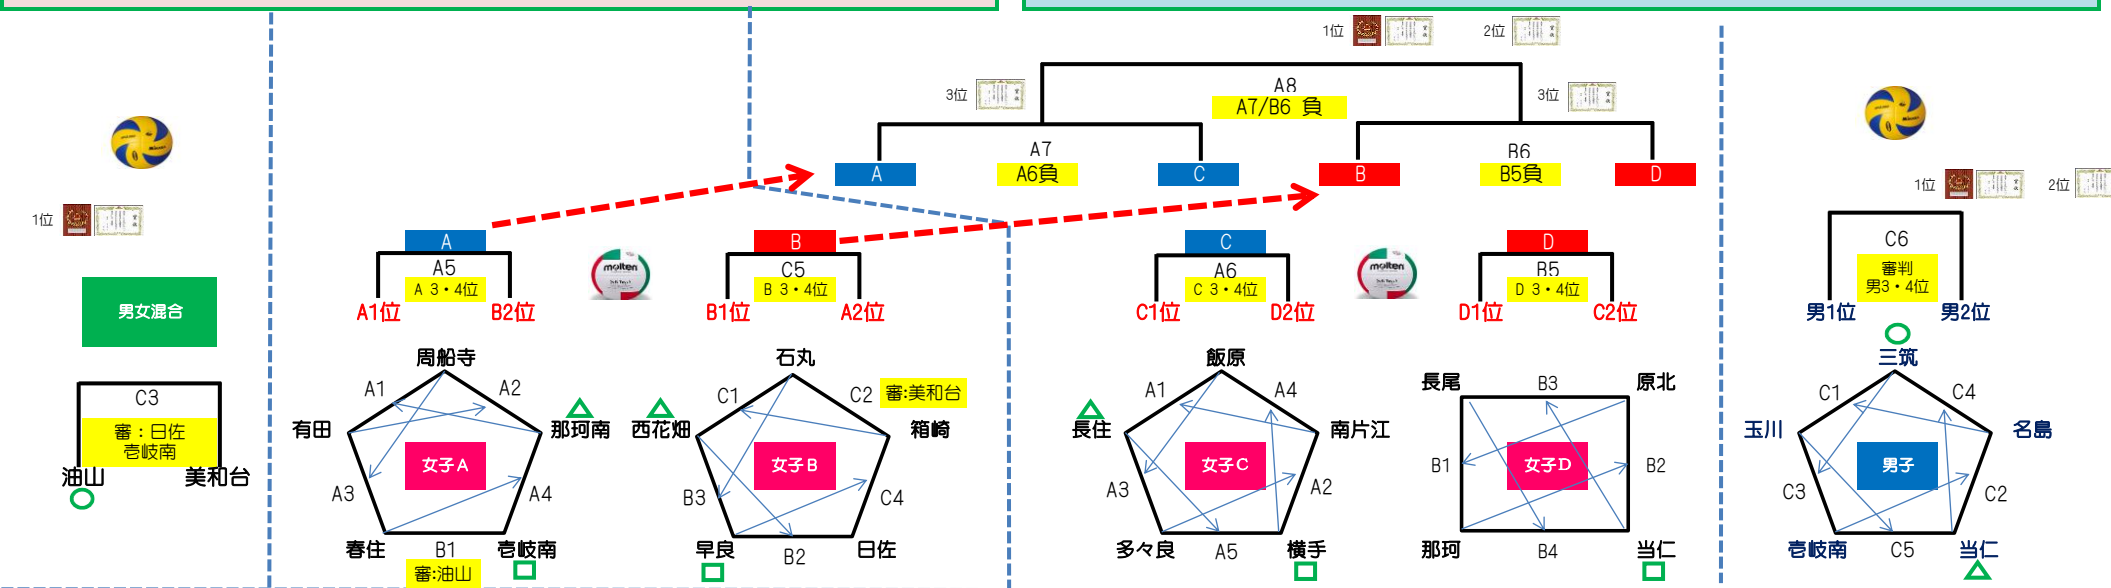 1位
2位
3位
A8
A7/B6 負
3位
A7
A6負
A
C
B6
B5負
B
D
1位
1位
2位
A
A5
A 3・4位
A1位
B2位
molten
B
C5
B 3・4位
B1位
A2位
C
A6
C 3・4位
C1位
D2位
molten
D
B5
D 3・4位
D1位
C2位
C6
審判
男3・4位
男1位
男2位
男女混合
C3
審：日佐
壱岐南
油山
美和台
周船寺
A1
A2
有田
那珂南
女子A
A3
A4
春住
B1
壱岐南
審:油山
石丸
C1
C2
審:美和台
西花畑
箱崎
女子B
B3
C4
早良
B2
日佐
飯原
A1
A4
長住
南片江
女子C
A3
A2
多々良
A5
横手
長尾
B3
原北
B1
女子D
B2
那珂
B4
当仁
三筑
C1
C4
玉川
名島
男子
C3
C2
壱岐南
C5
当仁